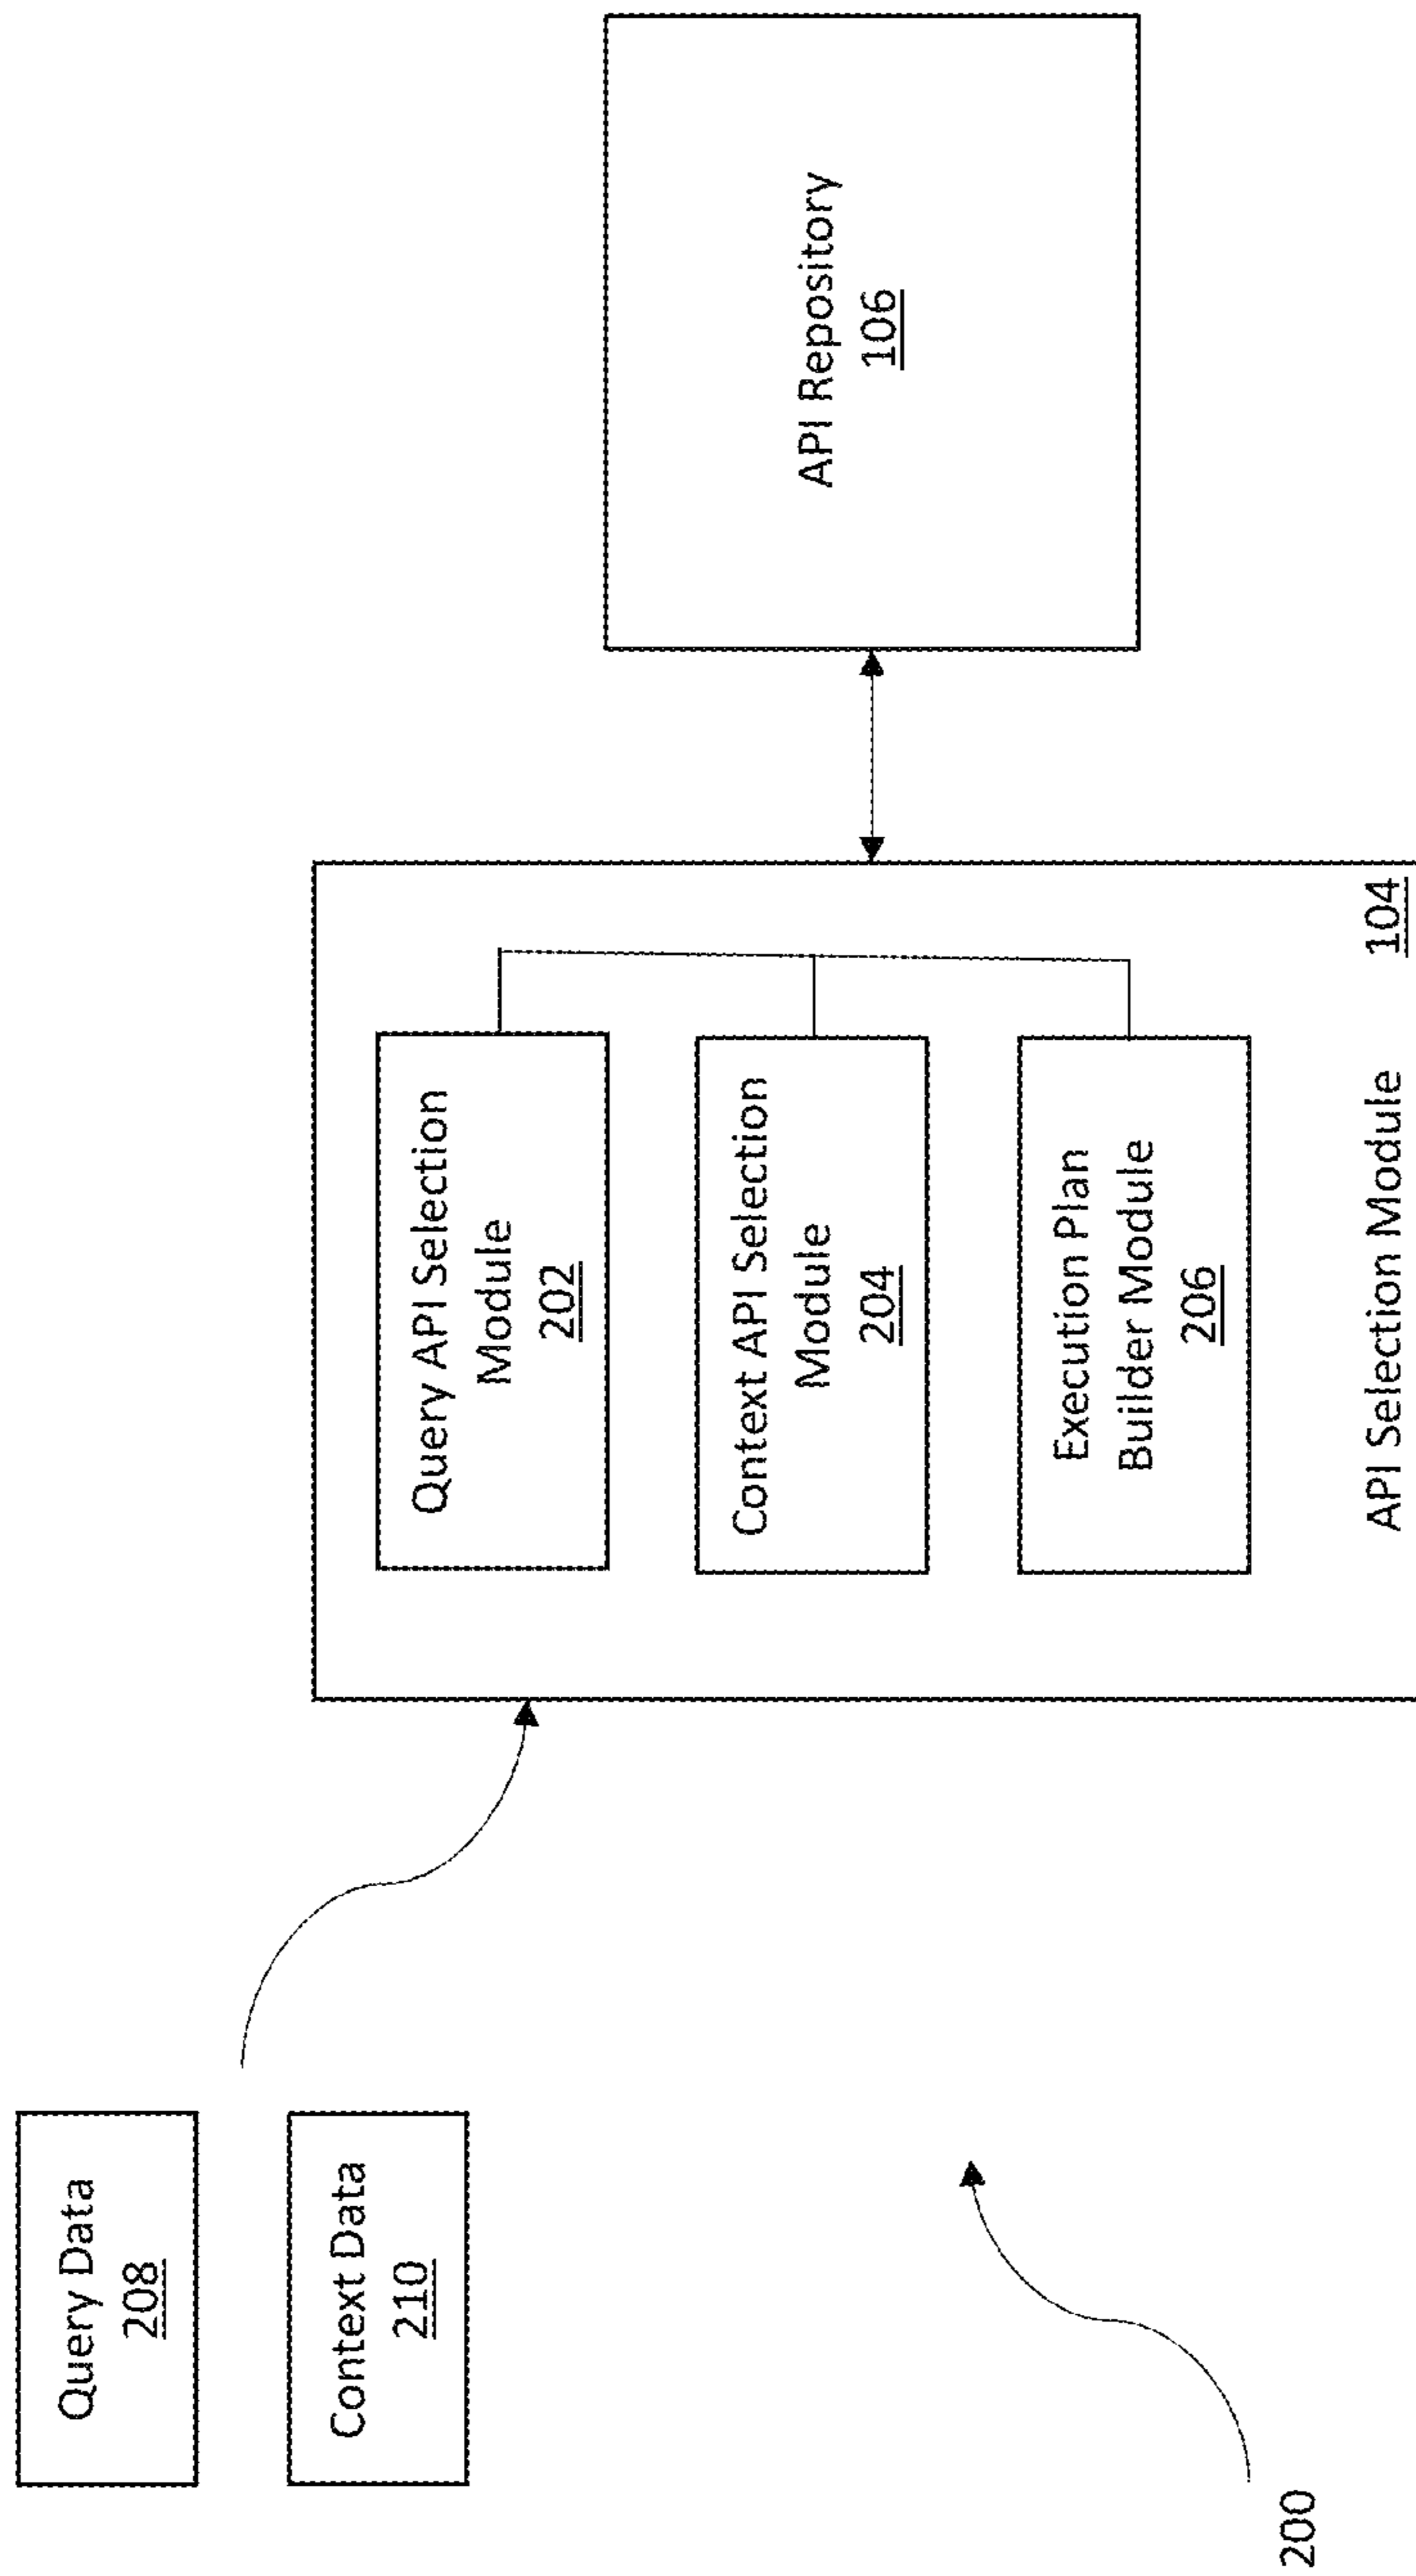 Query Data
208
Context Data
210
200
Query API Selection
Module
202
Context API Selection
Module
204
Execution Plan
Builder Module
206
API Selection Module
104
API Repository
106